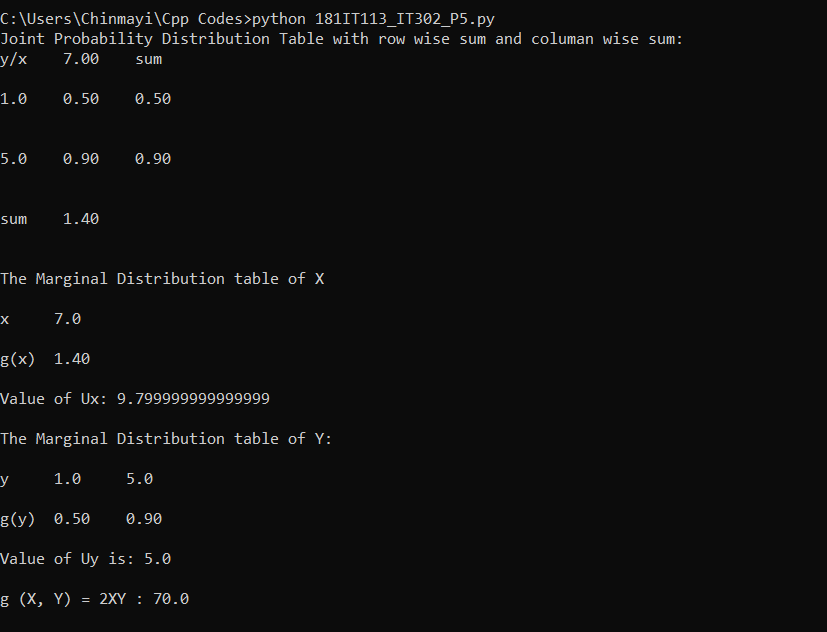 C:\Users\Chinmayi\Cpp Codes>python 181IT113_IT302_P5.py
Joint Probability Distribution Table with row wise sum and columan wise sum:
y/x    7.00    sum
1.0    0.50    0.50
5.0    0.90    0.90
sum    1.40
The Marginal Distribution table of X
x     7.0
g(x)  1.40
Value of Ux: 9.799999999999999
The Marginal Distribution table of Y:
y     1.0     5.0
g(y)  0.50    0.90
Value of Uy is: 5.0
g (X, Y) = 2XY : 70.0